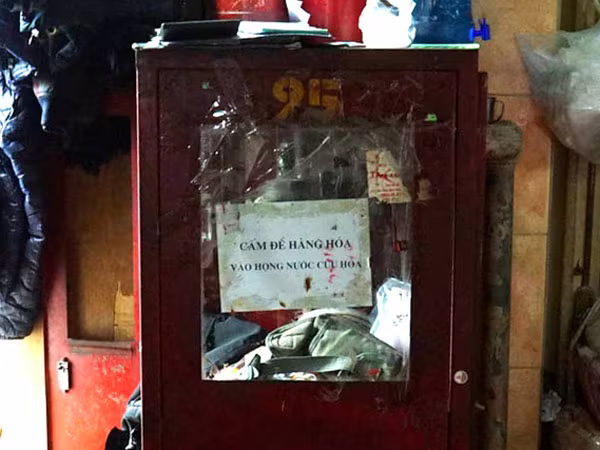 95
CẤM ĐỂ HÀNG HÓA
VÀO HỌNG NƯỚC CỨU HỎA